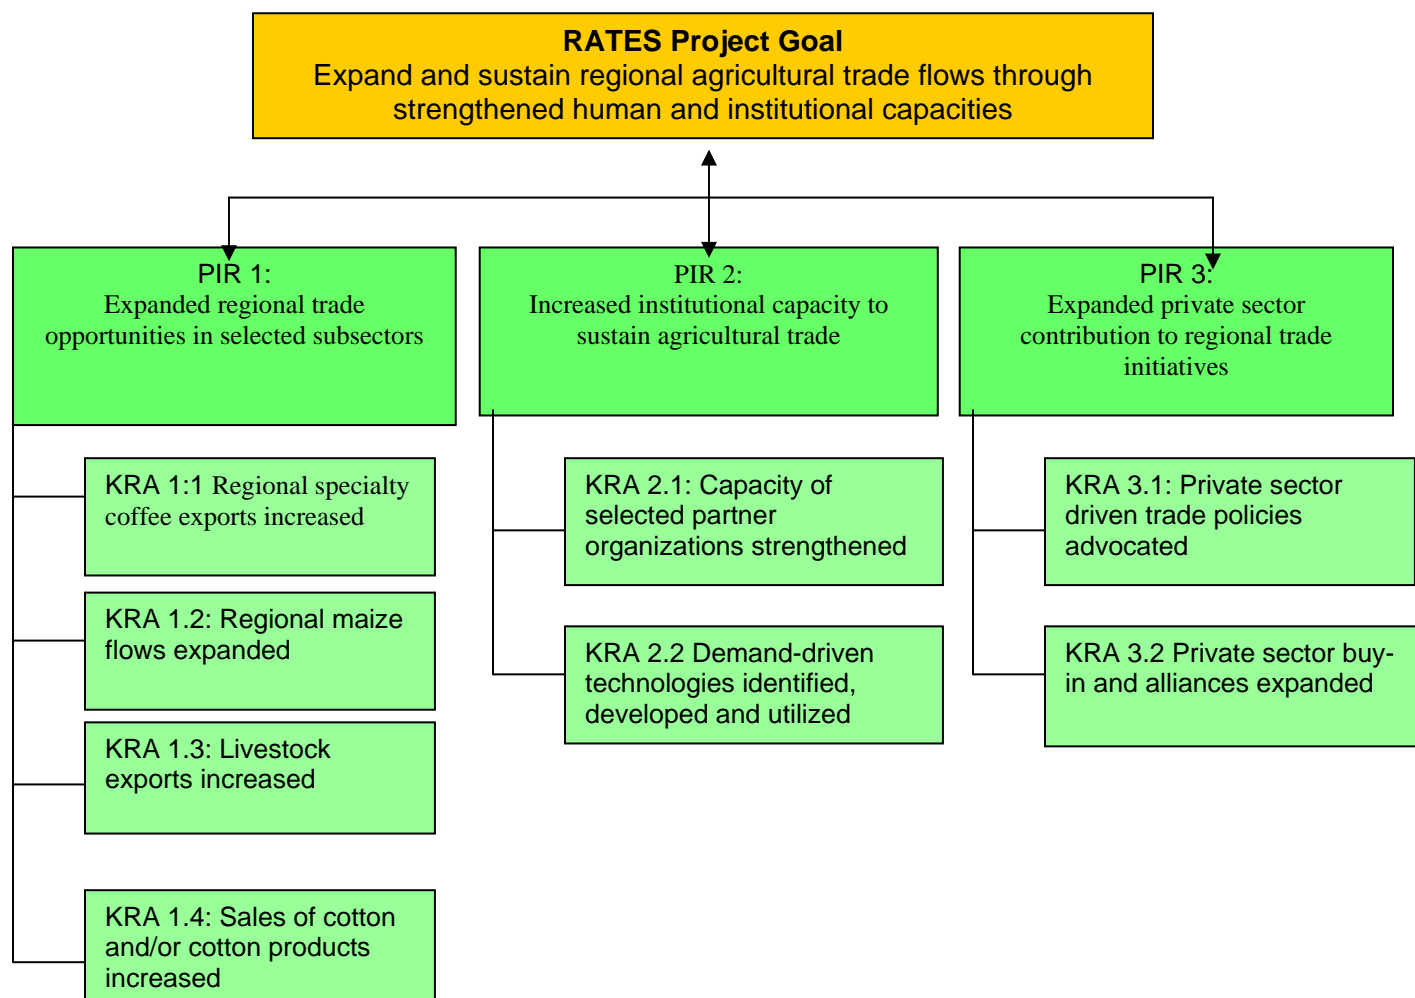 RATES Project Goal
Expand and sustain regional agricultural trade flows through
strengthened human and institutional capacities
PIR 1:
Expanded regional trade
opportunities in selected subsectors
PIR 2:
Increased institutional capacity to
sustain agricultural trade
PIR 3:
Expanded private sector
contribution to regional trade
initiatives
KRA 1:1 Regional specialty
coffee exports increased
KRA 1.2: Regional maize
flows expanded
KRA 1.3: Livestock
exports increased
KRA 1.4: Sales of cotton
and/or cotton products
increased
KRA 2.1: Capacity of
selected partner
organizations strengthened
KRA 2.2 Demand-driven
technologies identified,
developed and utilized
KRA 3.1: Private sector
driven trade policies
advocated
KRA 3.2 Private sector buy-
in and alliances expanded